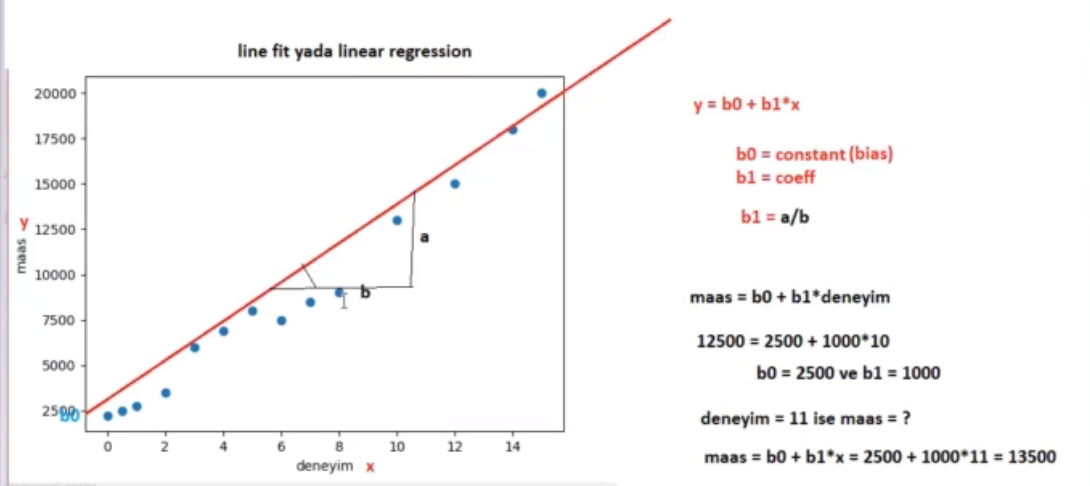 line fit yada linear regression
20000
17500
15000
12500
10000
7500
5000
2500
b0
y
maas
a
b
0 2 4 6 8 10 12 14
deneyim x
y = b0 + b1*x
b0 = constant (bias)
b1 = coeff
b1 = a/b
maas = b0 + b1*deneyim
12500 = 2500 + 1000*10
b0 = 2500 ve b1 = 1000
deneyim = 11 ise maas = ?
maas = b0 + b1*x = 2500 + 1000*11 = 13500